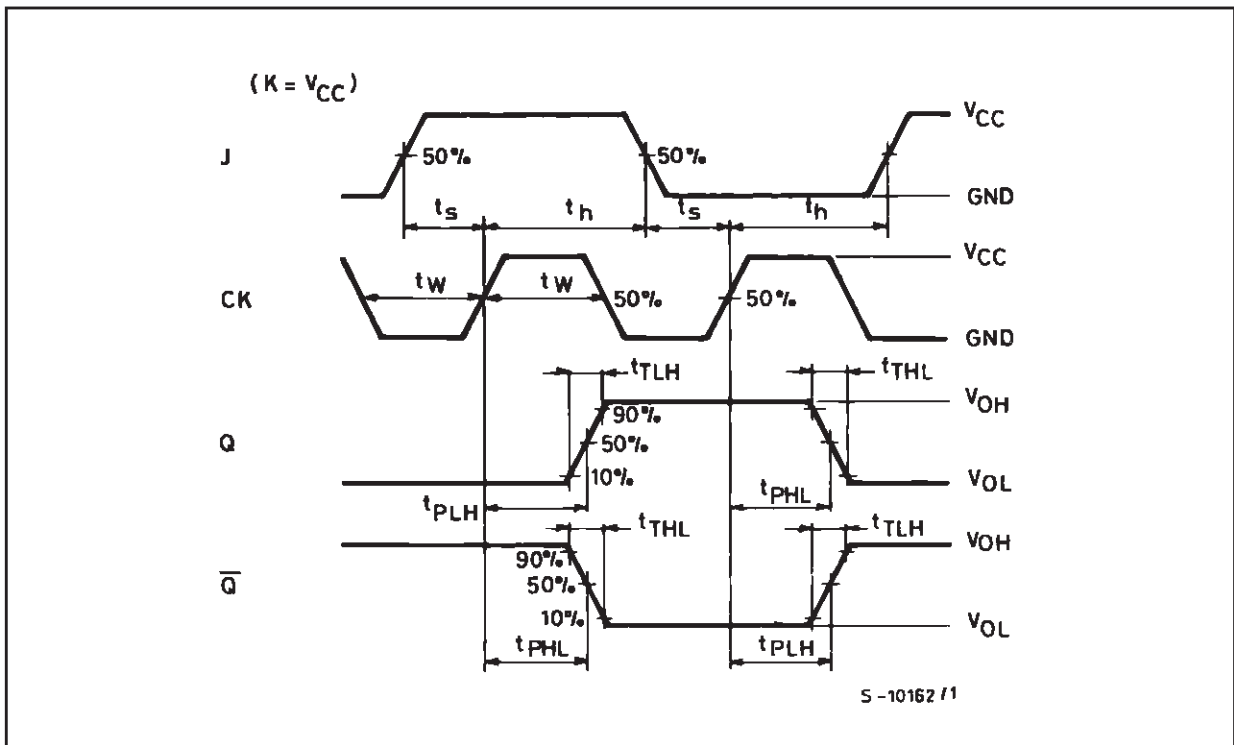 (K = VCC)
J
50%
50%
VCC
GND
ts
th
ts
th
CK
tW
tW
50%
50%
VCC
GND
tTLH
tTHL
Q
90%
50%
10%
VOH
VOL
tPLH
tPHL
tTHL
tTLH
Q̅
90%
50%
10%
VOH
VOL
tPHL
tPLH
S-10162/1